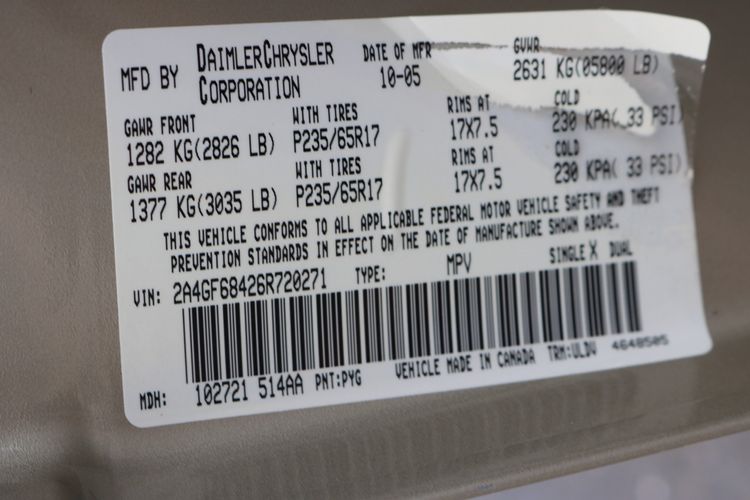 MFD BY DAIMLERCHRYSLER CORPORATION DATE OF MFR 10-05 GVWR 2631 KG(05800 LB)
GAWR FRONT WITH TIRES RIMS AT COLD
1282 KG(2826 LB) P235/65R17 17X7.5 230 KPA( 33 PSI)
GAWR REAR WITH TIRES RIMS AT COLD
1377 KG(3035 LB) P235/65R17 17X7.5 230 KPA( 33 PSI)
THIS VEHICLE CONFORMS TO ALL APPLICABLE FEDERAL MOTOR VEHICLE SAFETY AND THEFT
PREVENTION STANDARDS IN EFFECT ON THE DATE OF MANUFACTURE SHOWN ABOVE.
VIN: 2A4GF68426R720271 TYPE: MPV SINGLE X DUAL
MDH: 102721 514AA PNT:PYG VEHICLE MADE IN CANADA TRM:ULDV 4648505